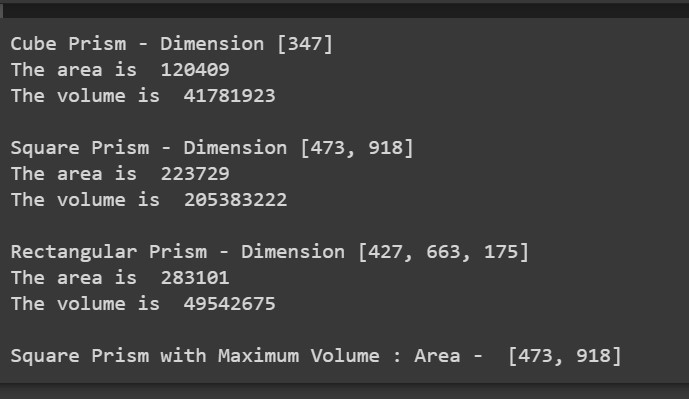 Cube Prism - Dimension [347]
The area is  120409
The volume is  41781923
Square Prism - Dimension [473, 918]
The area is  223729
The volume is  205383222
Rectangular Prism - Dimension [427, 663, 175]
The area is  283101
The volume is  49542675
Square Prism with Maximum Volume : Area -  [473, 918]